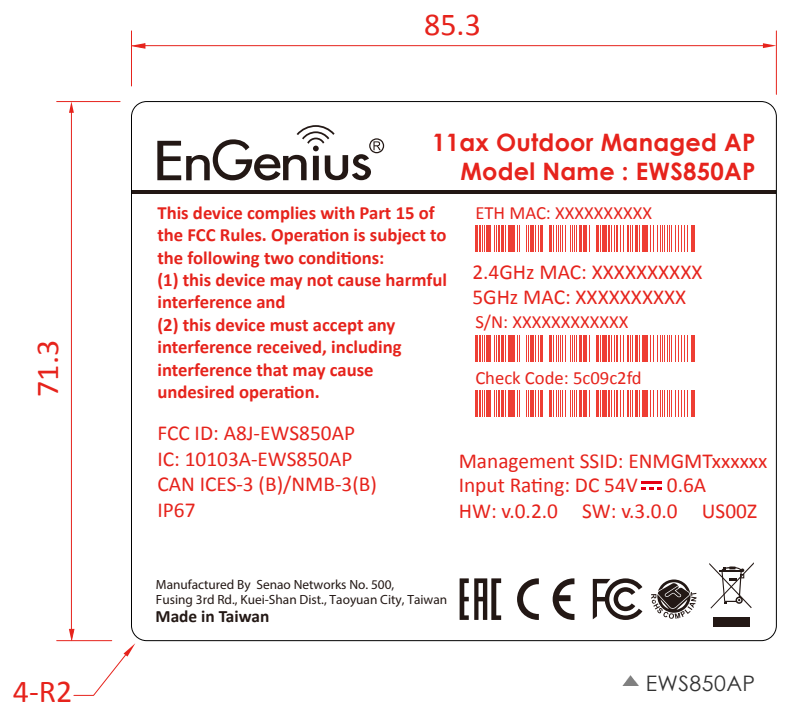 85.3
EnGenius®
11ax Outdoor Managed AP
Model Name : EWS850AP
This device complies with Part 15 of
the FCC Rules. Operation is subject to
the following two conditions:
(1) this device may not cause harmful
interference and
(2) this device must accept any
interference received, including
interference that may cause
undesired operation.
ETH MAC: XXXXXXXXXX
2.4GHz MAC: XXXXXXXXXX
5GHz MAC: XXXXXXXXXX
S/N: XXXXXXXXXXXX
Check Code: 5c09c2fd
71.3
FCC ID: A8J-EWS850AP
IC: 10103A-EWS850AP
CAN ICES-3 (B)/NMB-3(B)
IP67
Management SSID: ENMGMTxxxxxx
Input Rating: DC 54V⎓0.6A
HW: v.0.2.0 SW: v.3.0.0 US00Z
Manufactured By Senao Networks No. 500,
Fusing 3rd Rd., Kuei-Shan Dist., Taoyuan City, Taiwan
Made in Taiwan
EAC CE FC RoHS COMPLIANT
4-R2
▲ EWS850AP